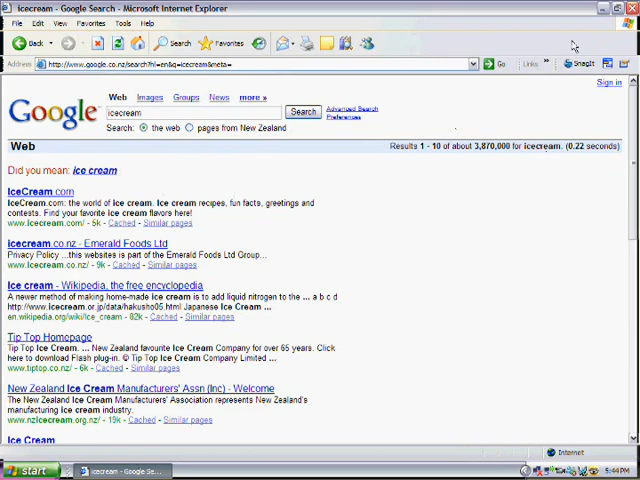 icecream - Google Search - Microsoft Internet Explorer
File Edit View Favorites Tools Help
Back Search Favorites
Address http://www.google.co.nz/search?hl=en&q=icecream&meta= Go Links » SnagIt
Sign in
Google
Web Images Groups News more »
icecream Search Advanced Search
Preferences
Search: the web pages from New Zealand
Web Results 1 - 10 of about 3,870,000 for icecream. (0.22 seconds)
Did you mean: ice cream
IceCream.com
IceCream.com: the world of ice cream. Ice cream recipes, fun facts, greetings and
contests. Find your favorite ice cream flavors here!
www.icecream.com/ - 5k - Cached - Similar pages
icecream.co.nz - Emerald Foods Ltd
Privacy Policy ...this websites is part of the Emerald Foods Ltd Group...
www.icecream.co.nz/ - 9k - Cached - Similar pages
Ice cream - Wikipedia, the free encyclopedia
A newer method of making home-made ice cream is to add liquid nitrogen to the ... a b c d
http://www.icecream.or.jp/data/hakusho05.html Japanese Ice Cream ...
en.wikipedia.org/wiki/Ice_cream - 82k - Cached - Similar pages
Tip Top Homepage
Tip Top Ice Cream. ... New Zealand favourite Ice Cream Company for over 65 years. Click
here to download Flash plug-in. © Tip Top Ice Cream Company Limited ...
www.tiptop.co.nz/ - 6k - Cached - Similar pages
New Zealand Ice Cream Manufacturers' Assn (Inc) - Welcome
The New Zealand Ice Cream Manufacturers' Association represents New Zealand's
manufacturing ice cream industry.
www.nzicecream.org.nz/ - 19k - Cached - Similar pages
Ice Cream
Internet
start icecream - Google Se... 5:44 PM